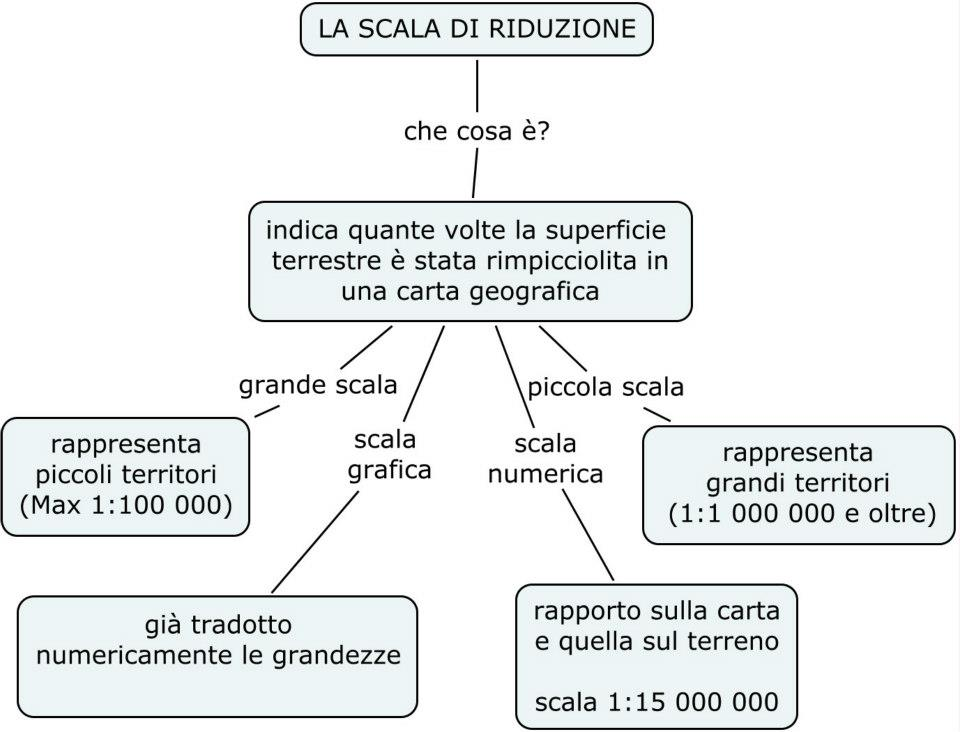 LA SCALA DI RIDUZIONE
che cosa è?
indica quante volte la superficie
terrestre è stata rimpicciolita in
una carta geografica
grande scala
rappresenta
piccoli territori
(Max 1:100 000)
scala
grafica
già tradotto
numericamente le grandezze
scala
numerica
rapporto sulla carta
e quella sul terreno
scala 1:15 000 000
piccola scala
rappresenta
grandi territori
(1:1 000 000 e oltre)